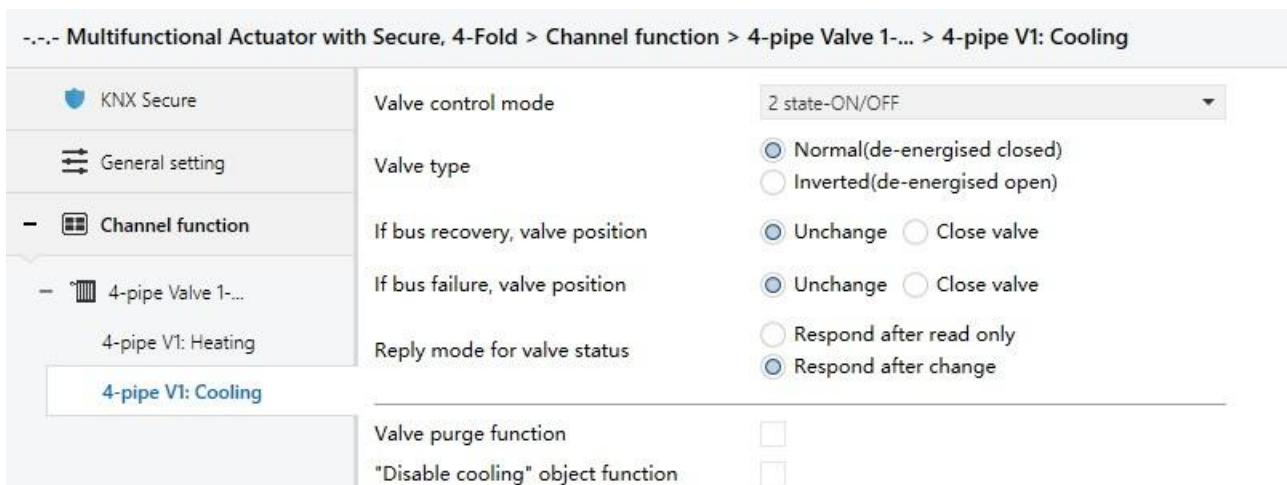 -.-.- Multifunctional Actuator with Secure, 4-Fold > Channel function > 4-pipe Valve 1-... > 4-pipe V1: Cooling
KNX Secure
General setting
Channel function
4-pipe Valve 1-...
4-pipe V1: Heating
4-pipe V1: Cooling
Valve control mode
2 state-ON/OFF
Valve type
Normal(de-energised closed)
Inverted(de-energised open)
If bus recovery, valve position
Unchange
Close valve
If bus failure, valve position
Unchange
Close valve
Reply mode for valve status
Respond after read only
Respond after change
Valve purge function
"Disable cooling" object function